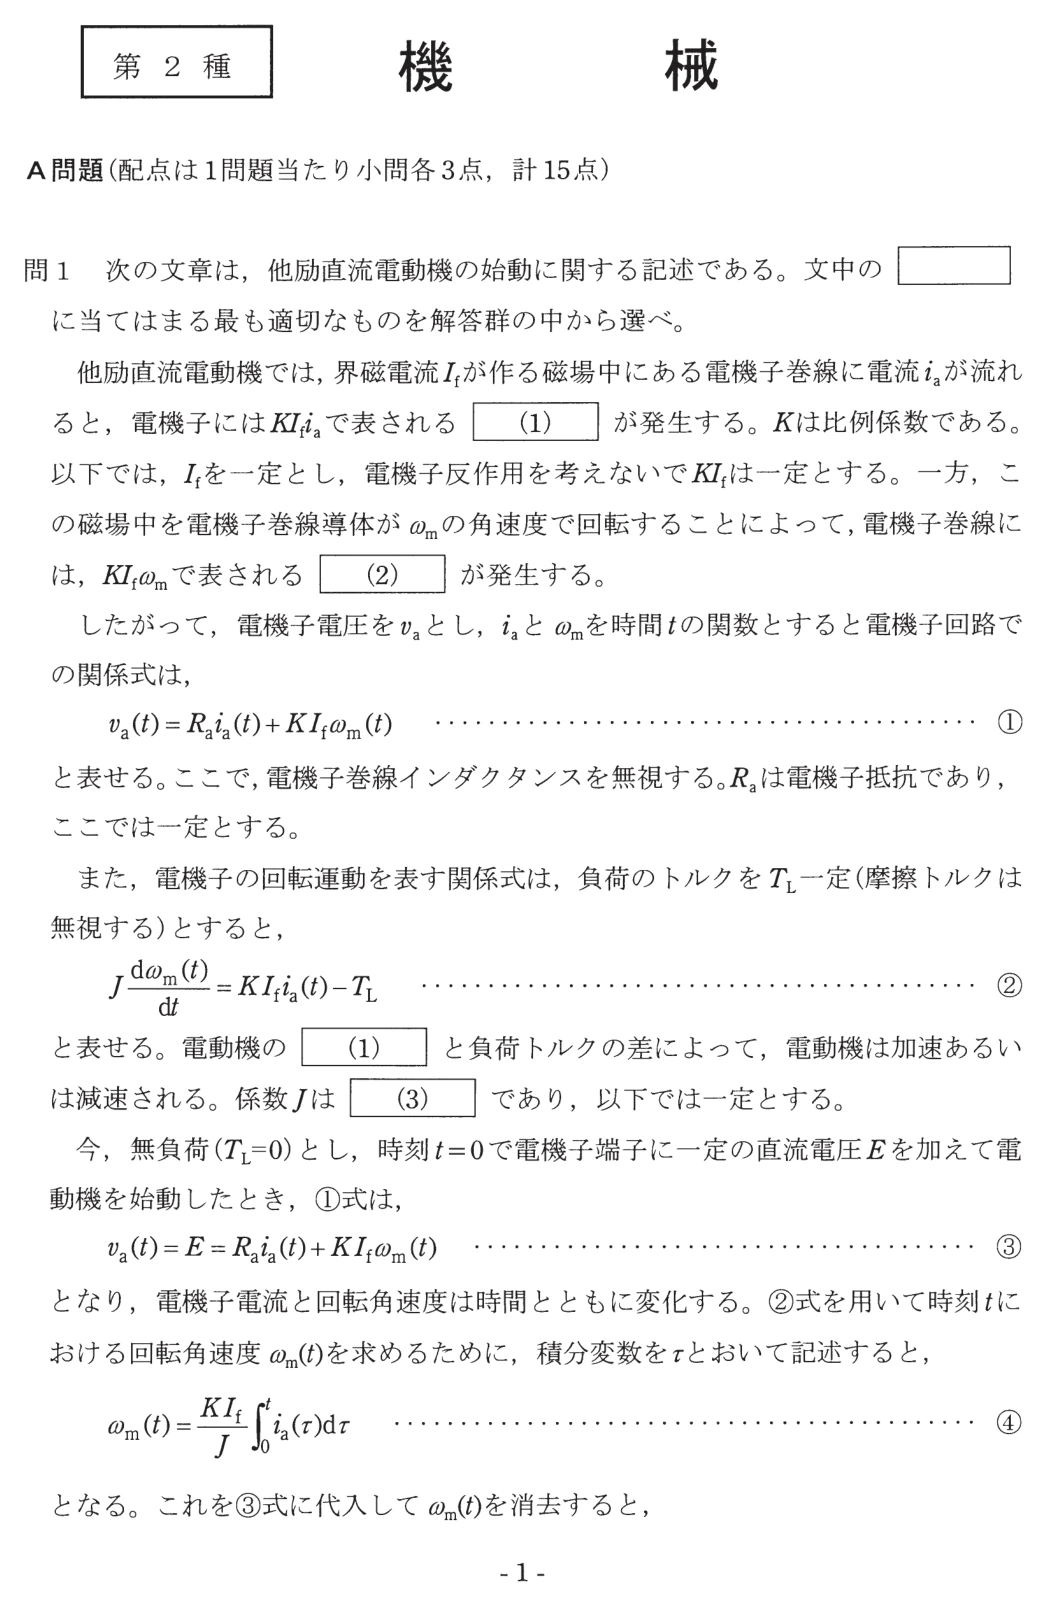 第 2 種
機 械
A問題(配点は1問題当たり小問各3点，計15点)
問1 次の文章は，他励直流電動機の始動に関する記述である。文中の
に当てはまる最も適切なものを解答群の中から選べ。
他励直流電動機では，界磁電流Ifが作る磁場中にある電機子巻線に電流iaが流れ
ると，電機子にはKIfiaで表される (1) が発生する。Kは比例係数である。
以下では，Ifを一定とし，電機子反作用を考えないでKIfは一定とする。一方，こ
の磁場中を電機子巻線導体が ωmの角速度で回転することによって，電機子巻線に
は，KIfωmで表される (2) が発生する。
したがって，電機子電圧をvaとし，iaと ωmを時間tの関数とすると電機子回路で
の関係式は，
va(t)=Raia(t)+KIfωm(t) ･････････････････････････････････････････ ①
と表せる。ここで，電機子巻線インダクタンスを無視する。Raは電機子抵抗であり，
ここでは一定とする。
また，電機子の回転運動を表す関係式は，負荷のトルクをTL一定(摩擦トルクは
無視する)とすると，
J dωm(t)/dt=KIfia(t)−TL ･････････････････････････････････････････ ②
と表せる。電動機の (1) と負荷トルクの差によって，電動機は加速あるい
は減速される。係数Jは (3) であり，以下では一定とする。
今，無負荷(TL=0)とし，時刻t=0で電機子端子に一定の直流電圧Eを加えて電
動機を始動したとき，①式は，
va(t)=E=Raia(t)+KIfωm(t) ･･････････････････････････････････････ ③
となり，電機子電流と回転角速度は時間とともに変化する。②式を用いて時刻tに
おける回転角速度 ωm(t)を求めるために，積分変数をτとおいて記述すると，
ωm(t)=KIf/J ∫0t ia(τ)dτ ････････････････････････････････････････････ ④
となる。これを③式に代入して ωm(t)を消去すると，
- 1 -